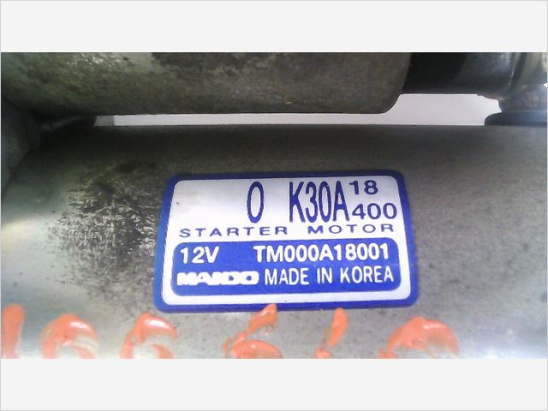 0 K30A 18 400
STARTER MOTOR
12V TM000A18001
MANDO MADE IN KOREA